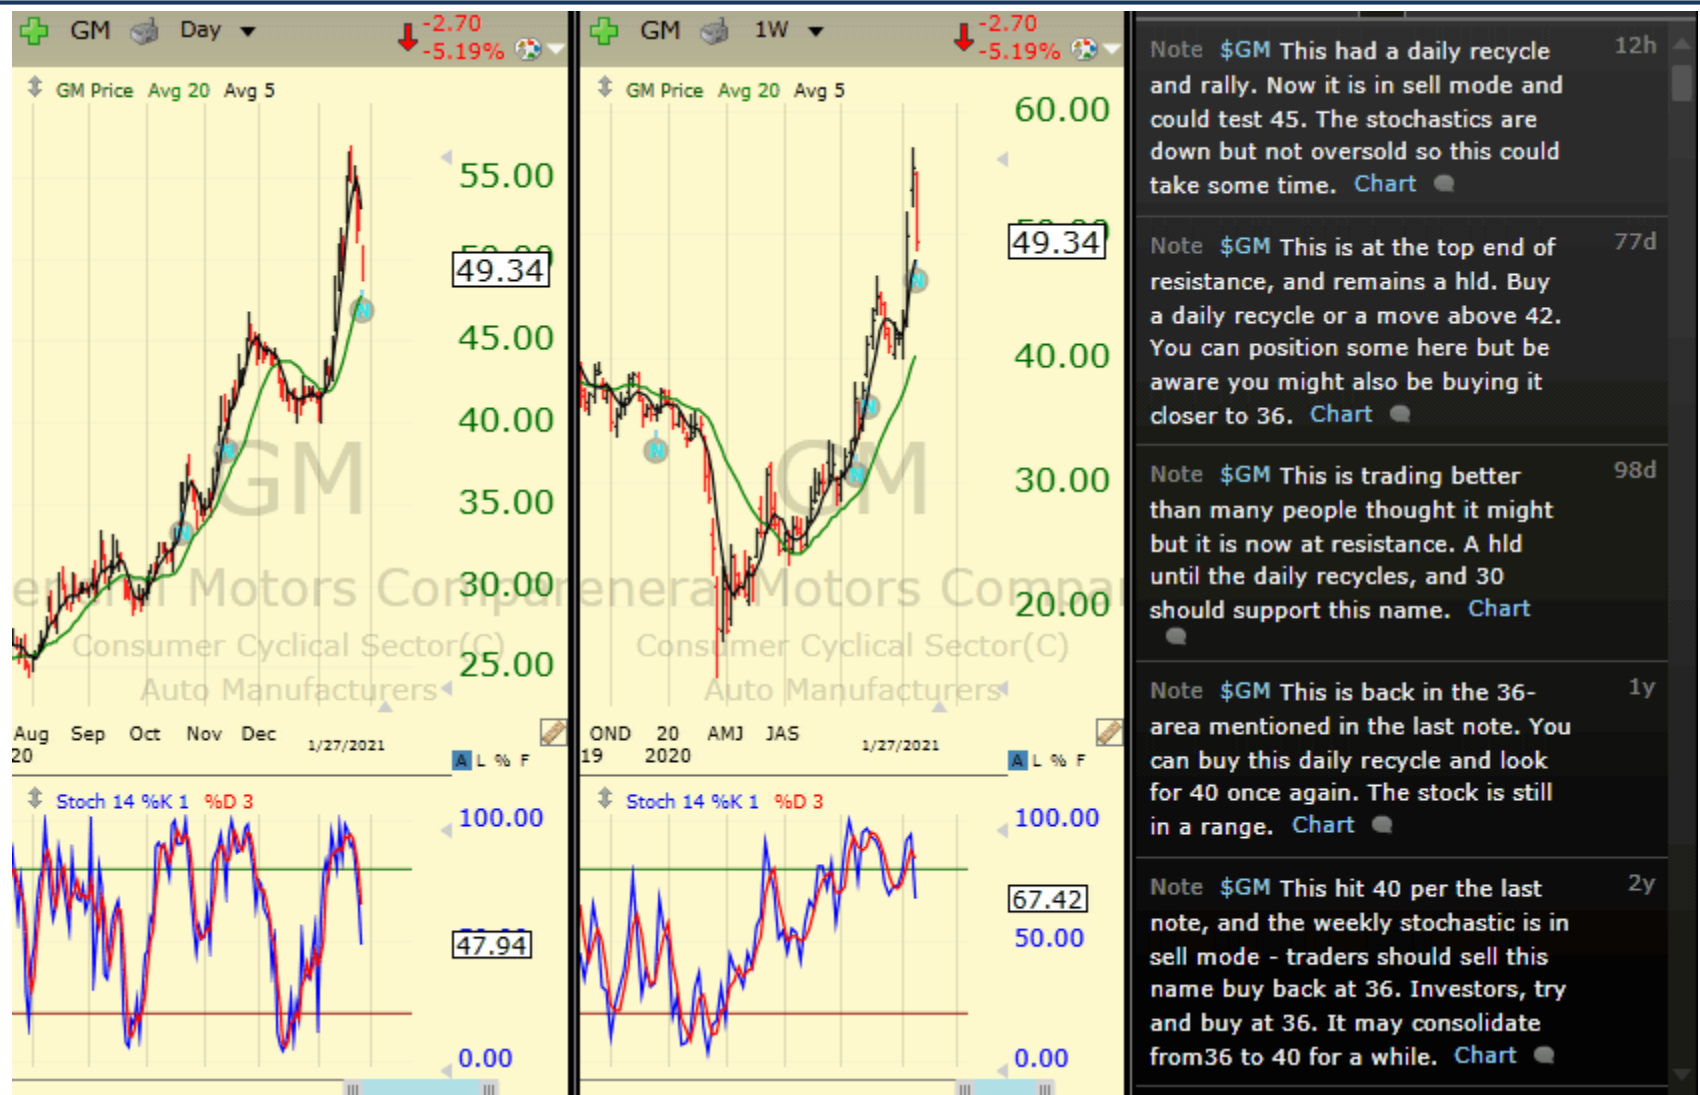 GM Day -2.70
-5.19%
GM Price Avg 20 Avg 5
55.00
49.34
45.00
40.00
35.00
30.00
25.00
GM
Motors Compa
Consumer Cyclical Sector(C)
Auto Manufacturers
Aug Sep Oct Nov Dec 1/27/2021
20
A L % F
Stoch 14 %K 1 %D 3
100.00
47.94
0.00
GM 1W -2.70
-5.19%
GM Price Avg 20 Avg 5
60.00
49.34
40.00
30.00
20.00
GM
Motors
Consumer Cyclical Sector(C)
Auto Manufacturers
OND 20 AMJ JAS 1/27/2021
19 2020
A L % F
Stoch 14 %K 1 %D 3
100.00
67.42
50.00
0.00
Note $GM This had a daily recycle 12h
and rally. Now it is in sell mode and
could test 45. The stochastics are
down but not oversold so this could
take some time. Chart
Note $GM This is at the top end of 77d
resistance, and remains a hld. Buy
a daily recycle or a move above 42.
You can position some here but be
aware you might also be buying it
closer to 36. Chart
Note $GM This is trading better 98d
than many people thought it might
but it is now at resistance. A hld
until the daily recycles, and 30
should support this name. Chart
Note $GM This is back in the 36- 1y
area mentioned in the last note. You
can buy this daily recycle and look
for 40 once again. The stock is still
in a range. Chart
Note $GM This hit 40 per the last 2y
note, and the weekly stochastic is in
sell mode - traders should sell this
name buy back at 36. Investors, try
and buy at 36. It may consolidate
from36 to 40 for a while. Chart